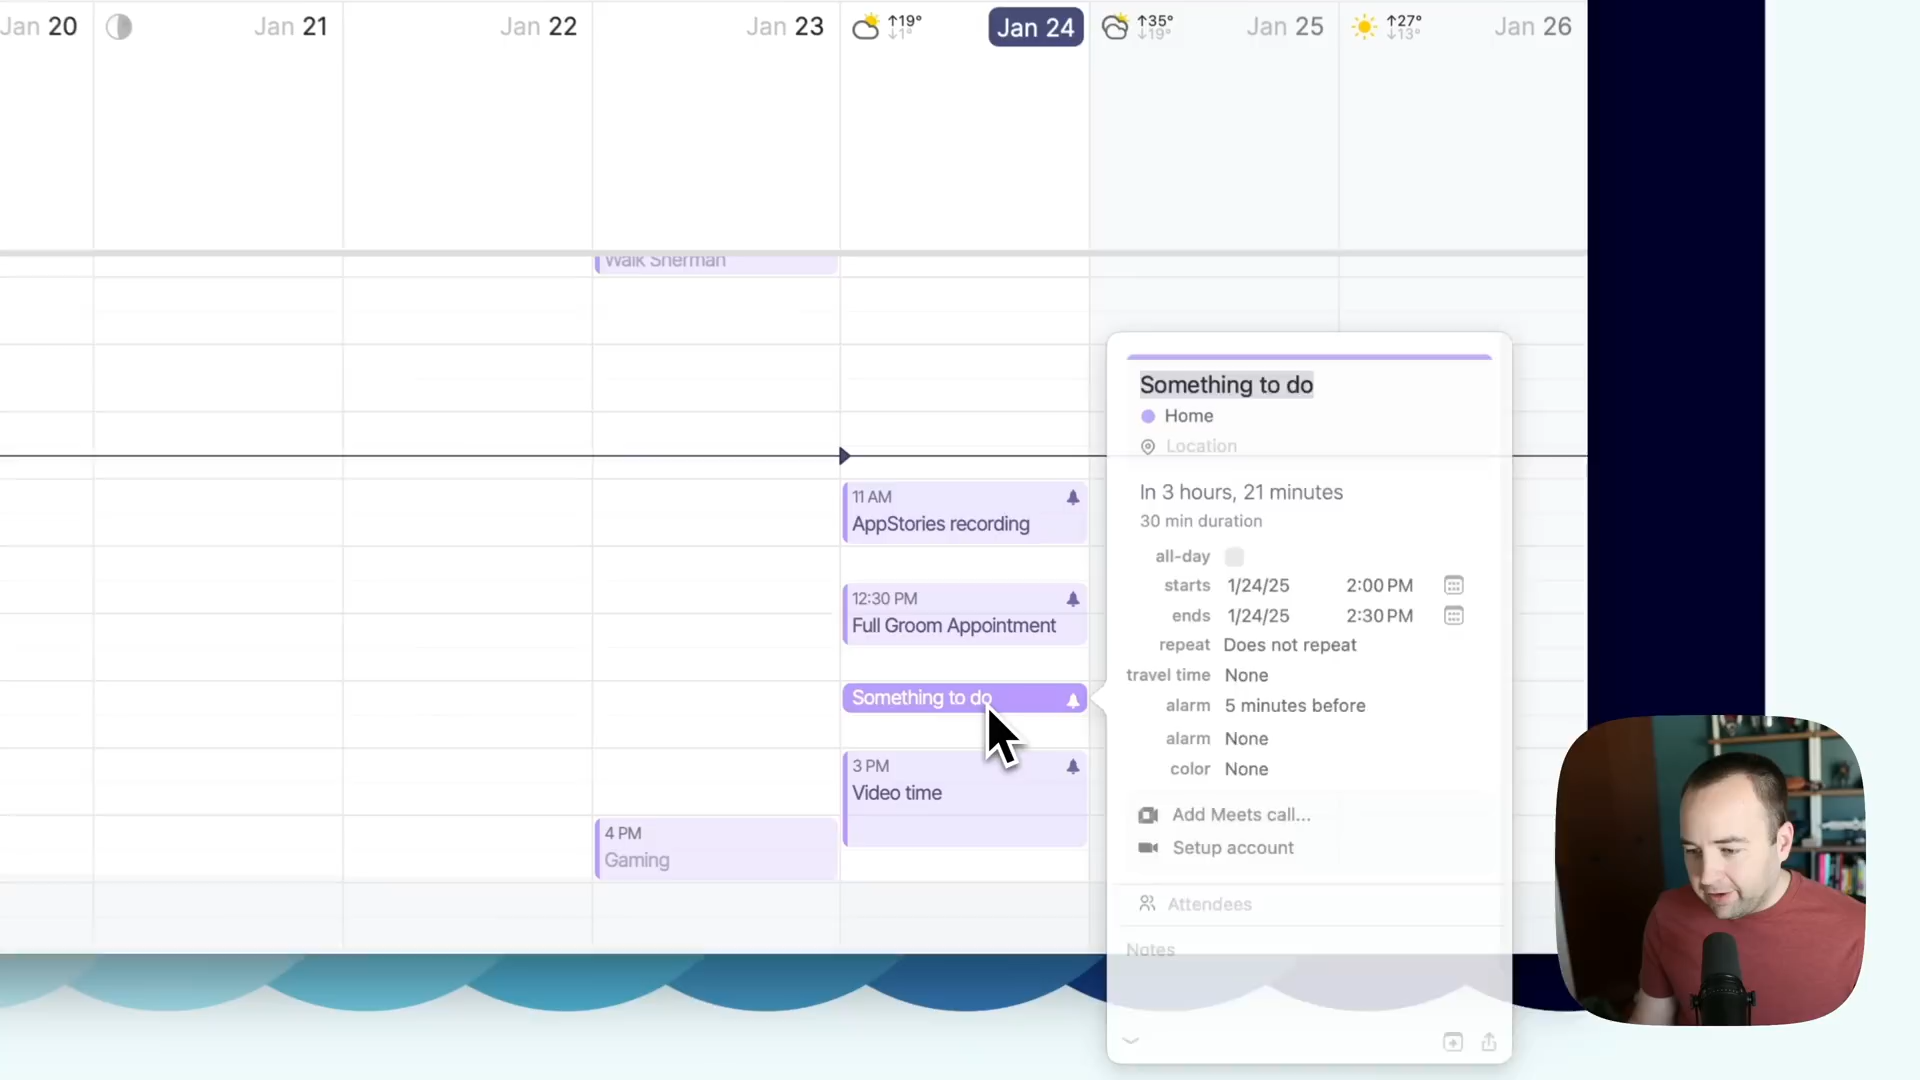 Jan 20
Jan 21
Jan 22
Jan 23
↑19°
↓1°
Jan 24
↑35°
↓19°
Jan 25
↑27°
↓13°
Jan 26
Walk Sherman
11 AM
AppStories recording
12:30 PM
Full Groom Appointment
Something to do
3 PM
Video time
4 PM
Gaming
Something to do
Home
Location
In 3 hours, 21 minutes
30 min duration
all-day
starts 1/24/25 2:00 PM
ends 1/24/25 2:30 PM
repeat Does not repeat
travel time None
alarm 5 minutes before
alarm None
color None
Add Meets call...
Setup account
Attendees
Notes